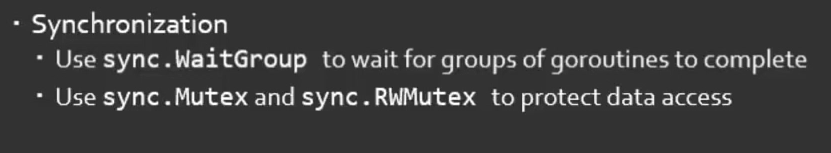 · Synchronization
· Use sync.WaitGroup to wait for groups of goroutines to complete
· Use sync.Mutex and sync.RWMutex to protect data access